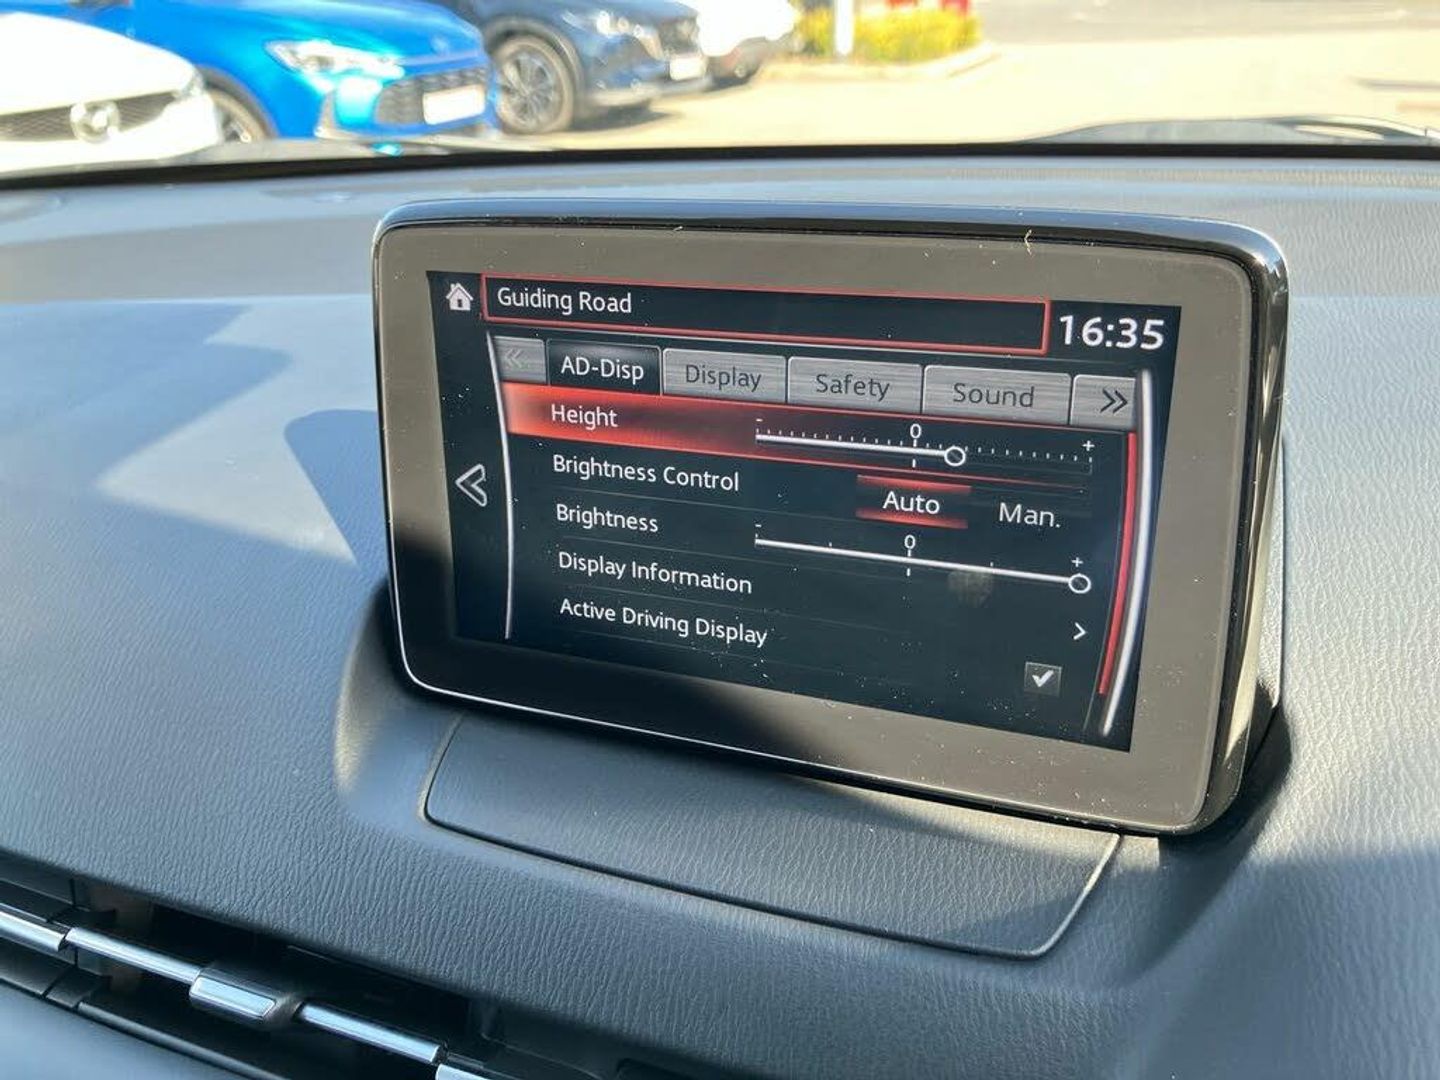 Guiding Road
16:35
AD-Disp Display Safety Sound
Height - 0 +
Brightness Control Auto Man.
Brightness - 0 +
Display Information
Active Driving Display